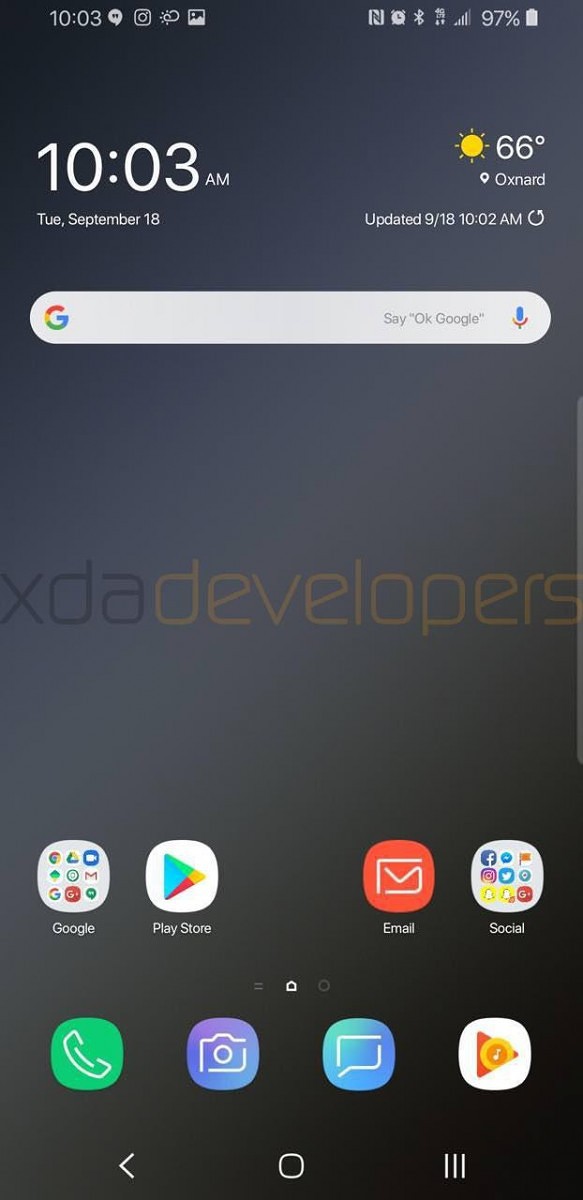 10:03 97%
10:03 AM
66°
Oxnard
Tue, September 18
Updated 9/18 10:02 AM
Say "Ok Google"
xdadevelopers
Google Play Store Email Social